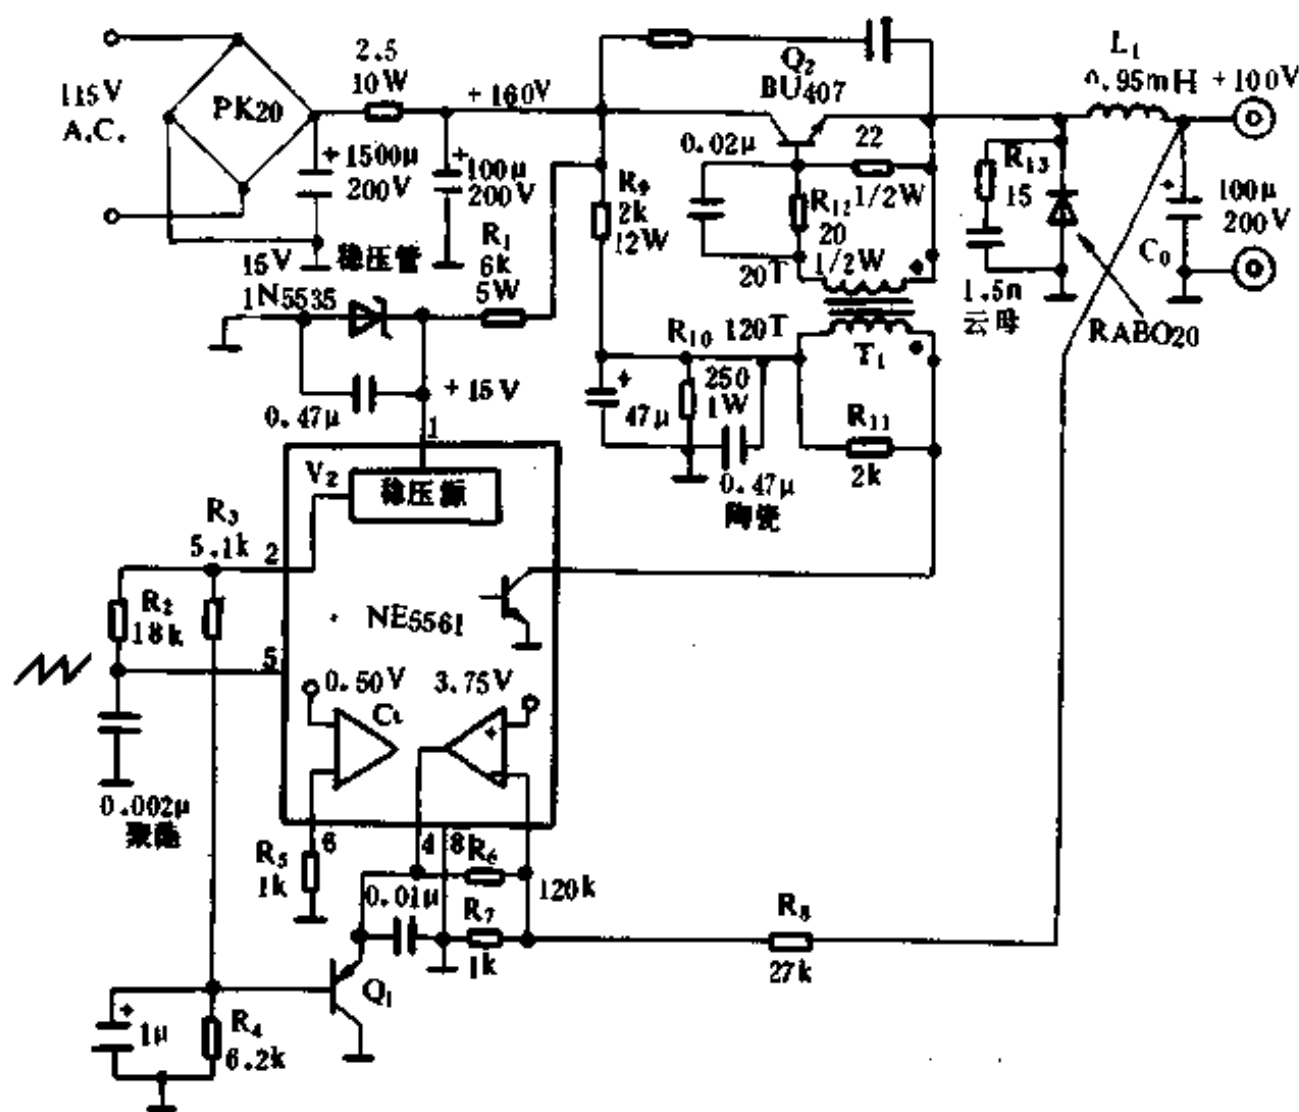 115V
A.C.
PK20
2.5
10W
+160V
+
1500μ
200V
+
100μ
200V
Q₂
BU407
L₁
0.95mH
+100V
0.02μ
22
1/2W
R₁₂
20
1/2W
R₉
2k
12W
R₁₃
15
1.5n
云母
+
100μ
200V
C₀
RABO20
15V
稳压管
1N5535
R₁
6k
5W
20T
120T
T₁
R₁₀
250
1W
+
47μ
0.47μ
陶瓷
R₁₁
2k
0.47μ
+15V
1
V₂
稳压源
R₃
5.1k
2
R₂
18k
NE5561
5
0.50V
3.75V
C₁
+
0.002μ
聚酯
R₅
1k
6
4
8
R₆
120k
0.01μ
R₇
1k
R₈
27k
Q₁
+
1μ
R₄
6.2k